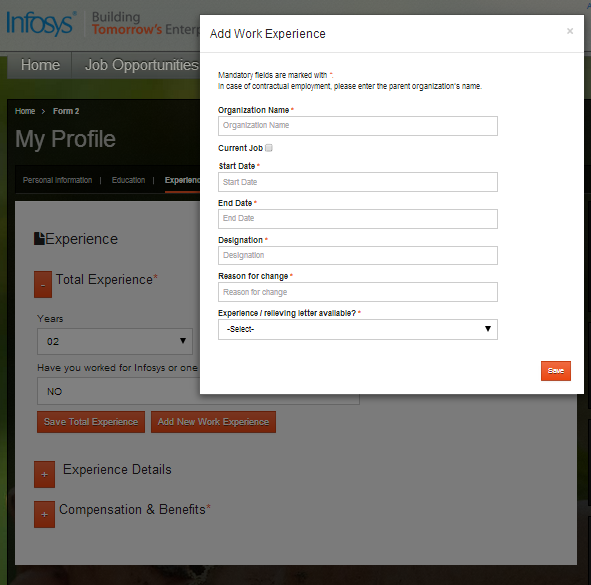 Infosys®
Building
Tomorrow's Enterp
Home
Job Opportunities
Home > Form 2
My Profile
Personal Information | Education | Experienc
Experience
- Total Experience*
Years
02
Have you worked for Infosys or one
NO
Save Total Experience
Add New Work Experience
+ Experience Details
+ Compensation & Benefits*
Add Work Experience ×
Mandatory fields are marked with *.
In case of contractual employment, please enter the parent organization's name.
Organization Name *
Organization Name
Current Job
Start Date *
Start Date
End Date *
End Date
Designation *
Designation
Reason for change *
Reason for change
Experience / relieving letter available? *
-Select-
Save